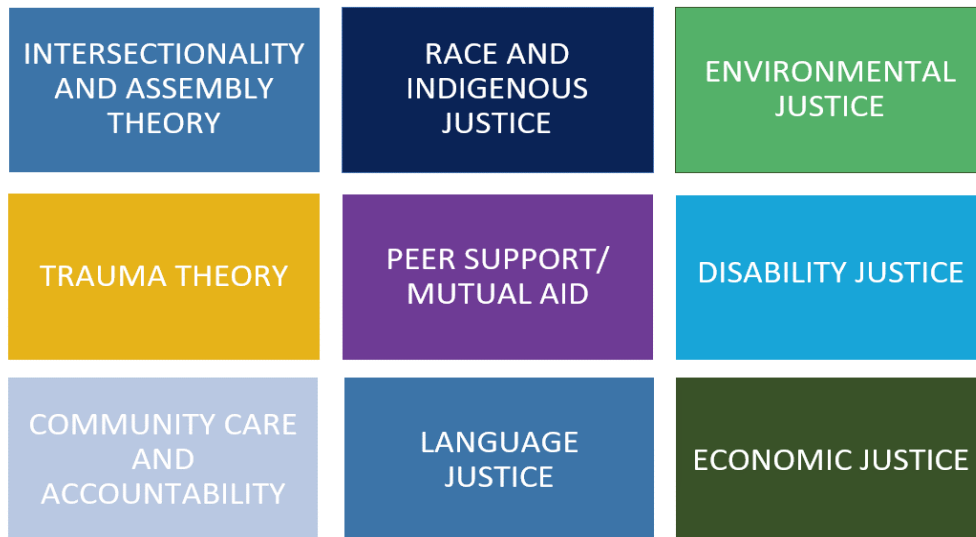 INTERSECTIONALITY
AND ASSEMBLY
THEORY
RACE AND
INDIGENOUS
JUSTICE
ENVIRONMENTAL
JUSTICE
TRAUMA THEORY
PEER SUPPORT/
MUTUAL AID
DISABILITY JUSTICE
COMMUNITY CARE
AND
ACCOUNTABILITY
LANGUAGE
JUSTICE
ECONOMIC JUSTICE